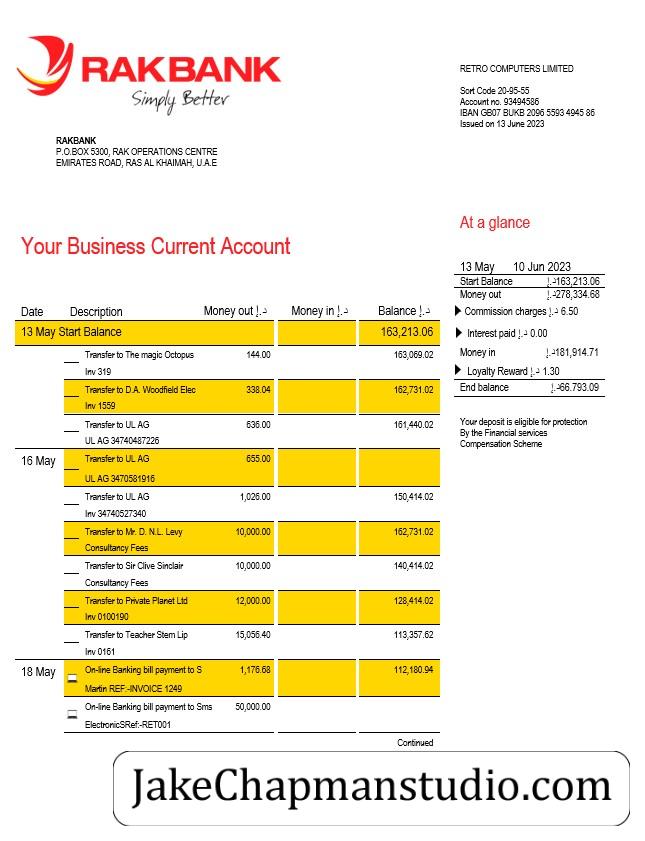 RAKBANK
Simply Better
RETRO COMPUTERS LIMITED
Sort Code 20-95-55
Account no. 93494586
IBAN GB07 BUKB 2096 5593 4945 86
Issued on 13 June 2023
RAKBANK
P.O.BOX 5300, RAK OPERATIONS CENTRE
EMIRATES ROAD, RAS AL KHAIMAH, U.A.E
At a glance
Your Business Current Account
13 May 10 Jun 2023
Start Balance د.إ163,213.06
Money out د.إ278,334.68
Commission charges د.إ 6.50
Interest paid د.إ 0.00
Money in د.إ181,914.71
Loyalty Reward د.إ 1.30
End balance د.إ66.793.09
Your deposit is eligible for protection
By the Financial services
Compensation Scheme
Date Description Money out د.إ Money in د.إ Balance د.إ
13 May Start Balance 163,213.06
Transfer to The magic Octopus 144.00 163,069.02
Inv 319
Transfer to D.A. Woodfield Elec 338.04 162,731.02
Inv 1559
Transfer to UL AG 636.00 161,440.02
UL AG 34740487226
16 May Transfer to UL AG 655.00
UL AG 3470581916
Transfer to UL AG 1,026.00 150,414.02
Inv 34740527340
Transfer to Mr. D. N.L. Levy 10,000.00 162,731.02
Consultancy Fees
Transfer to Sir Clive Sinclair 10,000.00 140,414.02
Consultancy Fees
Transfer to Private Planet Ltd 12,000.00 128,414.02
Inv 0100190
Transfer to Teacher Stem Lip 15,056.40 113,357.62
Inv 0161
18 May On-line Banking bill payment to S 1,176.68 112,180.94
Martin REF:-INVOICE 1249
On-line Banking bill payment to Sms 50,000.00
ElectronicSRef:-RET001
Continued
JakeChapmanstudio.com